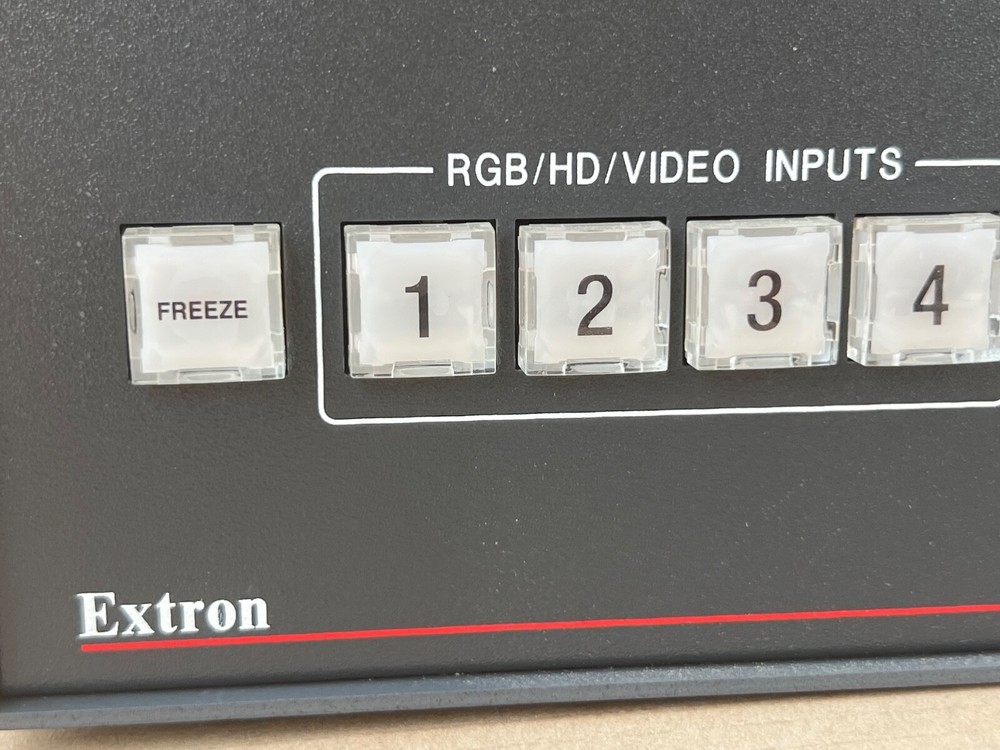 RGB/HD/VIDEO INPUTS
FREEZE 1 2 3 4
Extron